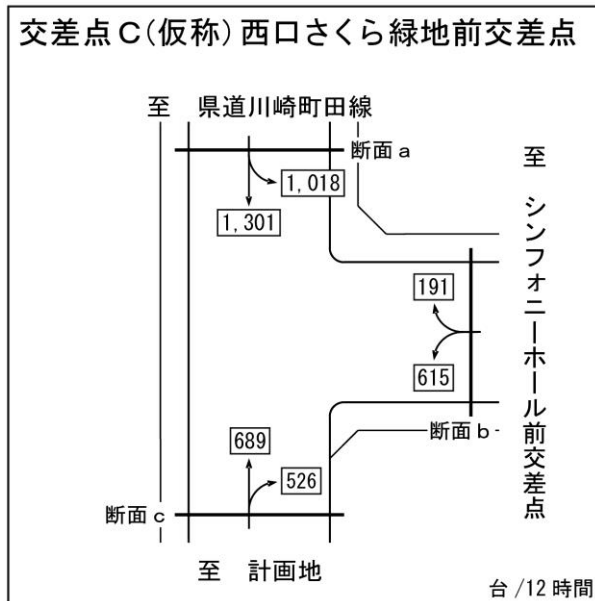 交差点C(仮称)西口さくら緑地前交差点
至 県道川崎町田線
断面a
1,018
1,301
至 シンフォニーホール前交差点
191
615
断面b
689
526
断面c
至 計画地
台/12時間